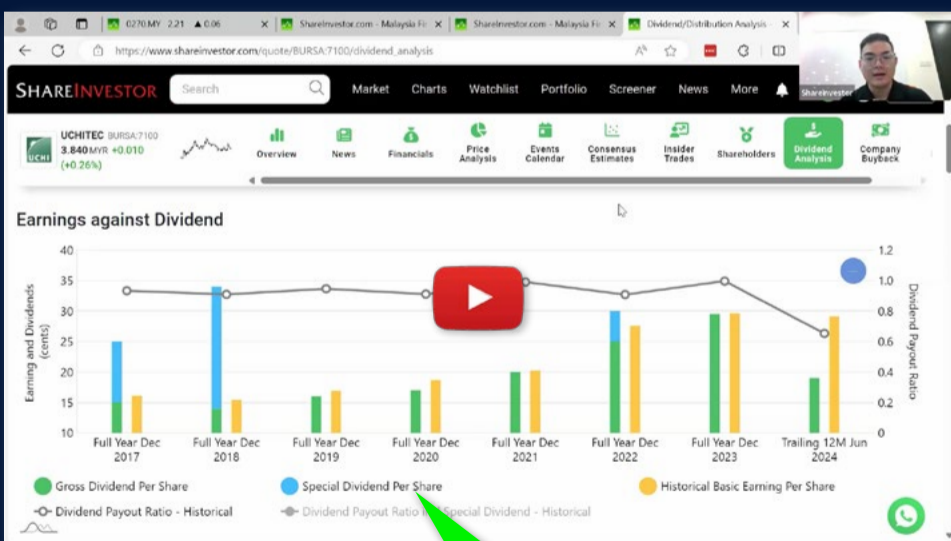 0270.MY 2.21 ▲ 0.06
ShareInvestor.com - Malaysia Fir
ShareInvestor.com - Malaysia Fir
Dividend/Distribution Analysis -
https://www.shareinvestor.com/quote/BURSA:7100/dividend_analysis
SHAREINVESTOR
Search
Market Charts Watchlist Portfolio Screener News More
ShareInvestor
UCHI
UCHITEC BURSA:7100
3.840 MYR +0.010
(+0.26%)
Overview
News
Financials
Price
Analysis
Events
Calendar
Consensus
Estimates
Insider
Trades
Shareholders
Dividend
Analysis
Company
Buyback
Earnings against Dividend
Earning and Dividends
(cents)
40
35
30
25
20
15
10
1.2
1.0
0.8
0.6
0.4
0.2
0
Dividend Payout Ratio
Full Year Dec
2017
Full Year Dec
2018
Full Year Dec
2019
Full Year Dec
2020
Full Year Dec
2021
Full Year Dec
2022
Full Year Dec
2023
Trailing 12M Jun
2024
Gross Dividend Per Share
Special Dividend Per Share
Historical Basic Earning Per Share
Dividend Payout Ratio - Historical
Dividend Payout Ratio Special Dividend - Historical